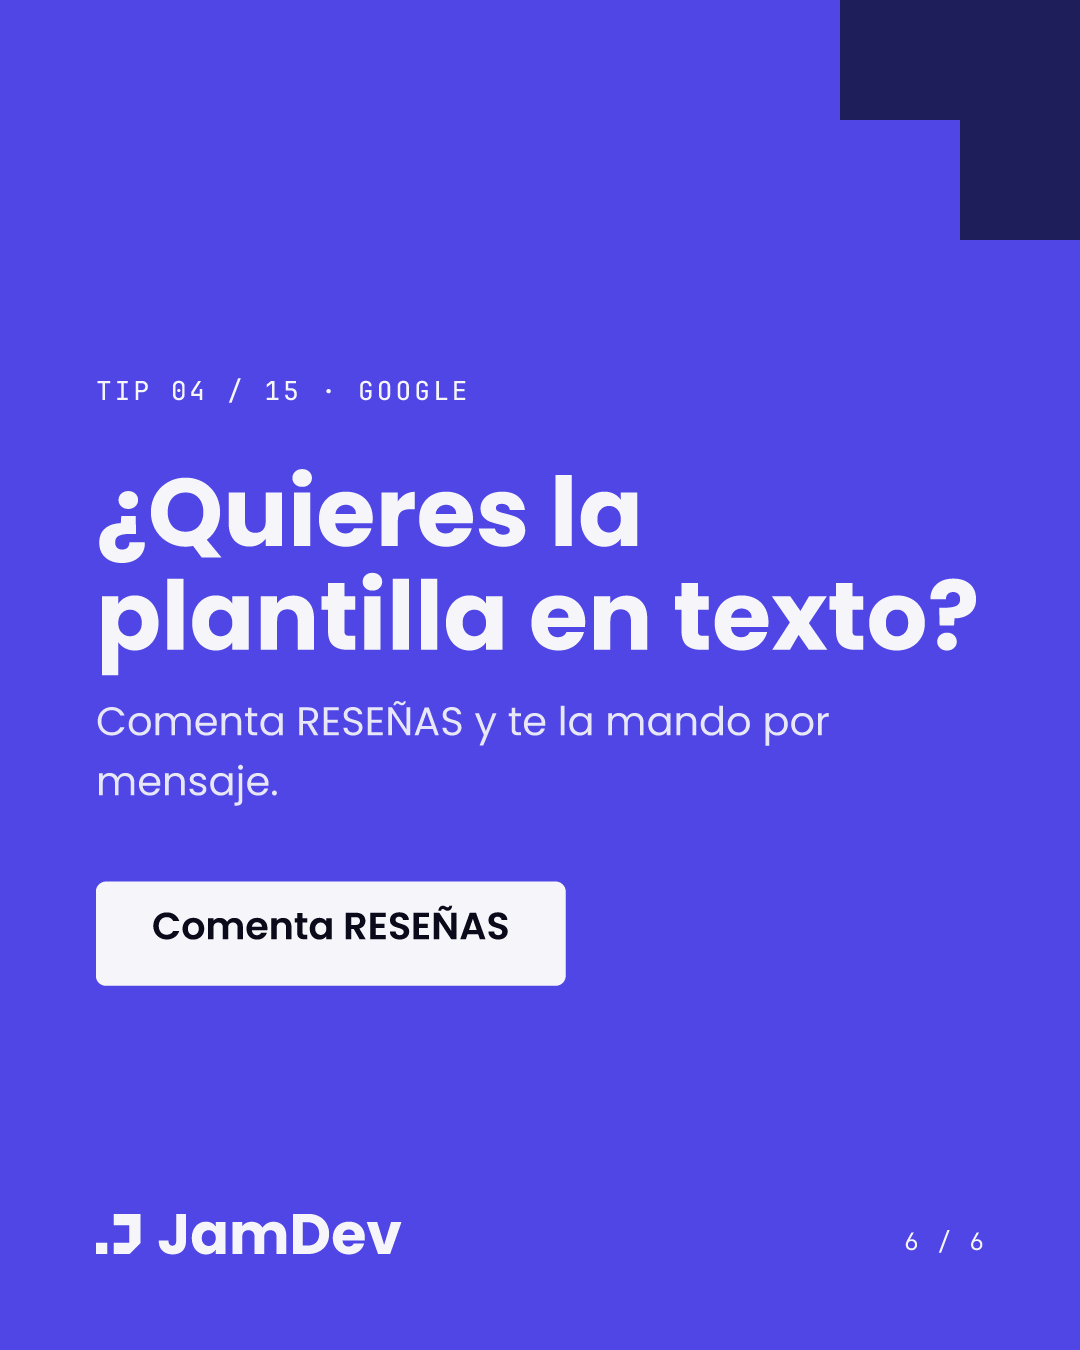 TIP 04 / 15 · GOOGLE
¿Quieres la
plantilla en texto?
Comenta RESEÑAS y te la mando por
mensaje.
Comenta RESEÑAS
JamDev
6 / 6